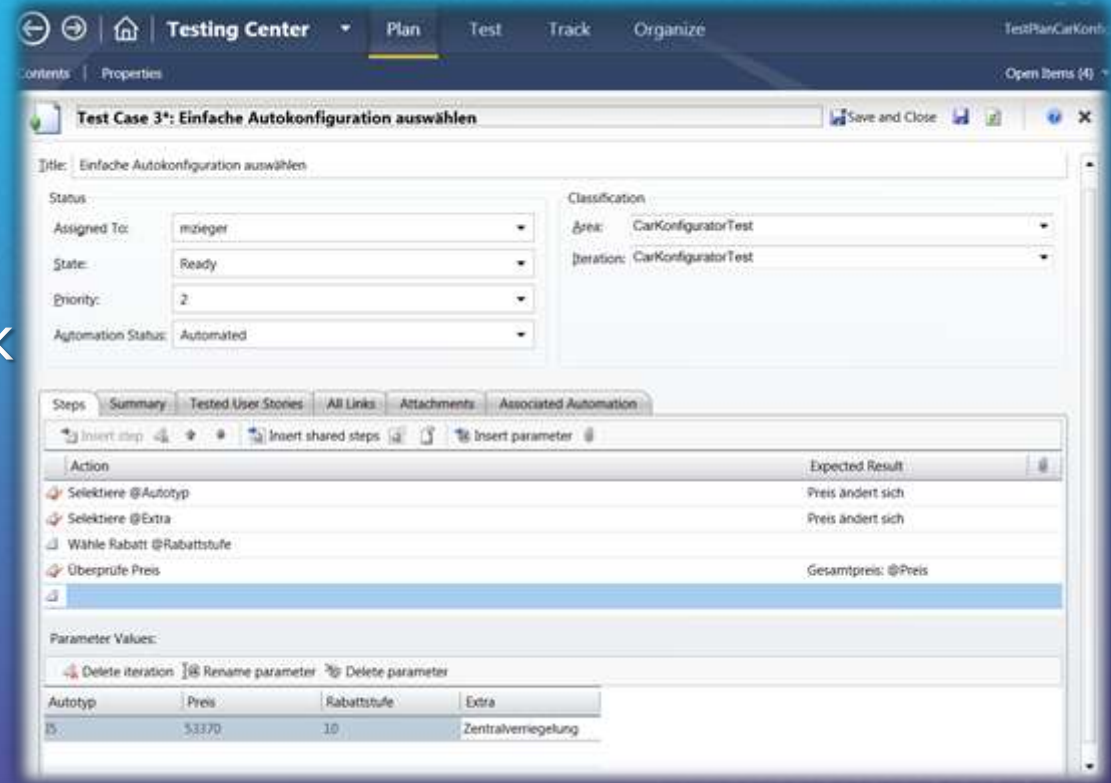 Testing Center Plan Test Track Organize
Contents | Properties Open Items (4)
Test Case 3*: Einfache Autokonfiguration auswählen Save and Close
Title: Einfache Autokonfiguration auswählen
Status Classification
Assigned To: mzieger Area: CarKonfiguratorTest
State: Ready Iteration: CarKonfiguratorTest
Priority: 2
Automation Status: Automated
Steps Summary Tested User Stories All Links Attachments Associated Automation
Insert step Insert shared steps Insert parameter
Action Expected Result
Selektiere @Autotyp Preis ändert sich
Selektiere @Extra Preis ändert sich
Wähle Rabatt @Rabattstufe
Überprüfe Preis Gesamtpreis: @Preis
Parameter Values:
Delete iteration Rename parameter Delete parameter
Autotyp Preis Rabattstufe Extra
I5 53370 10 Zentralverriegelung